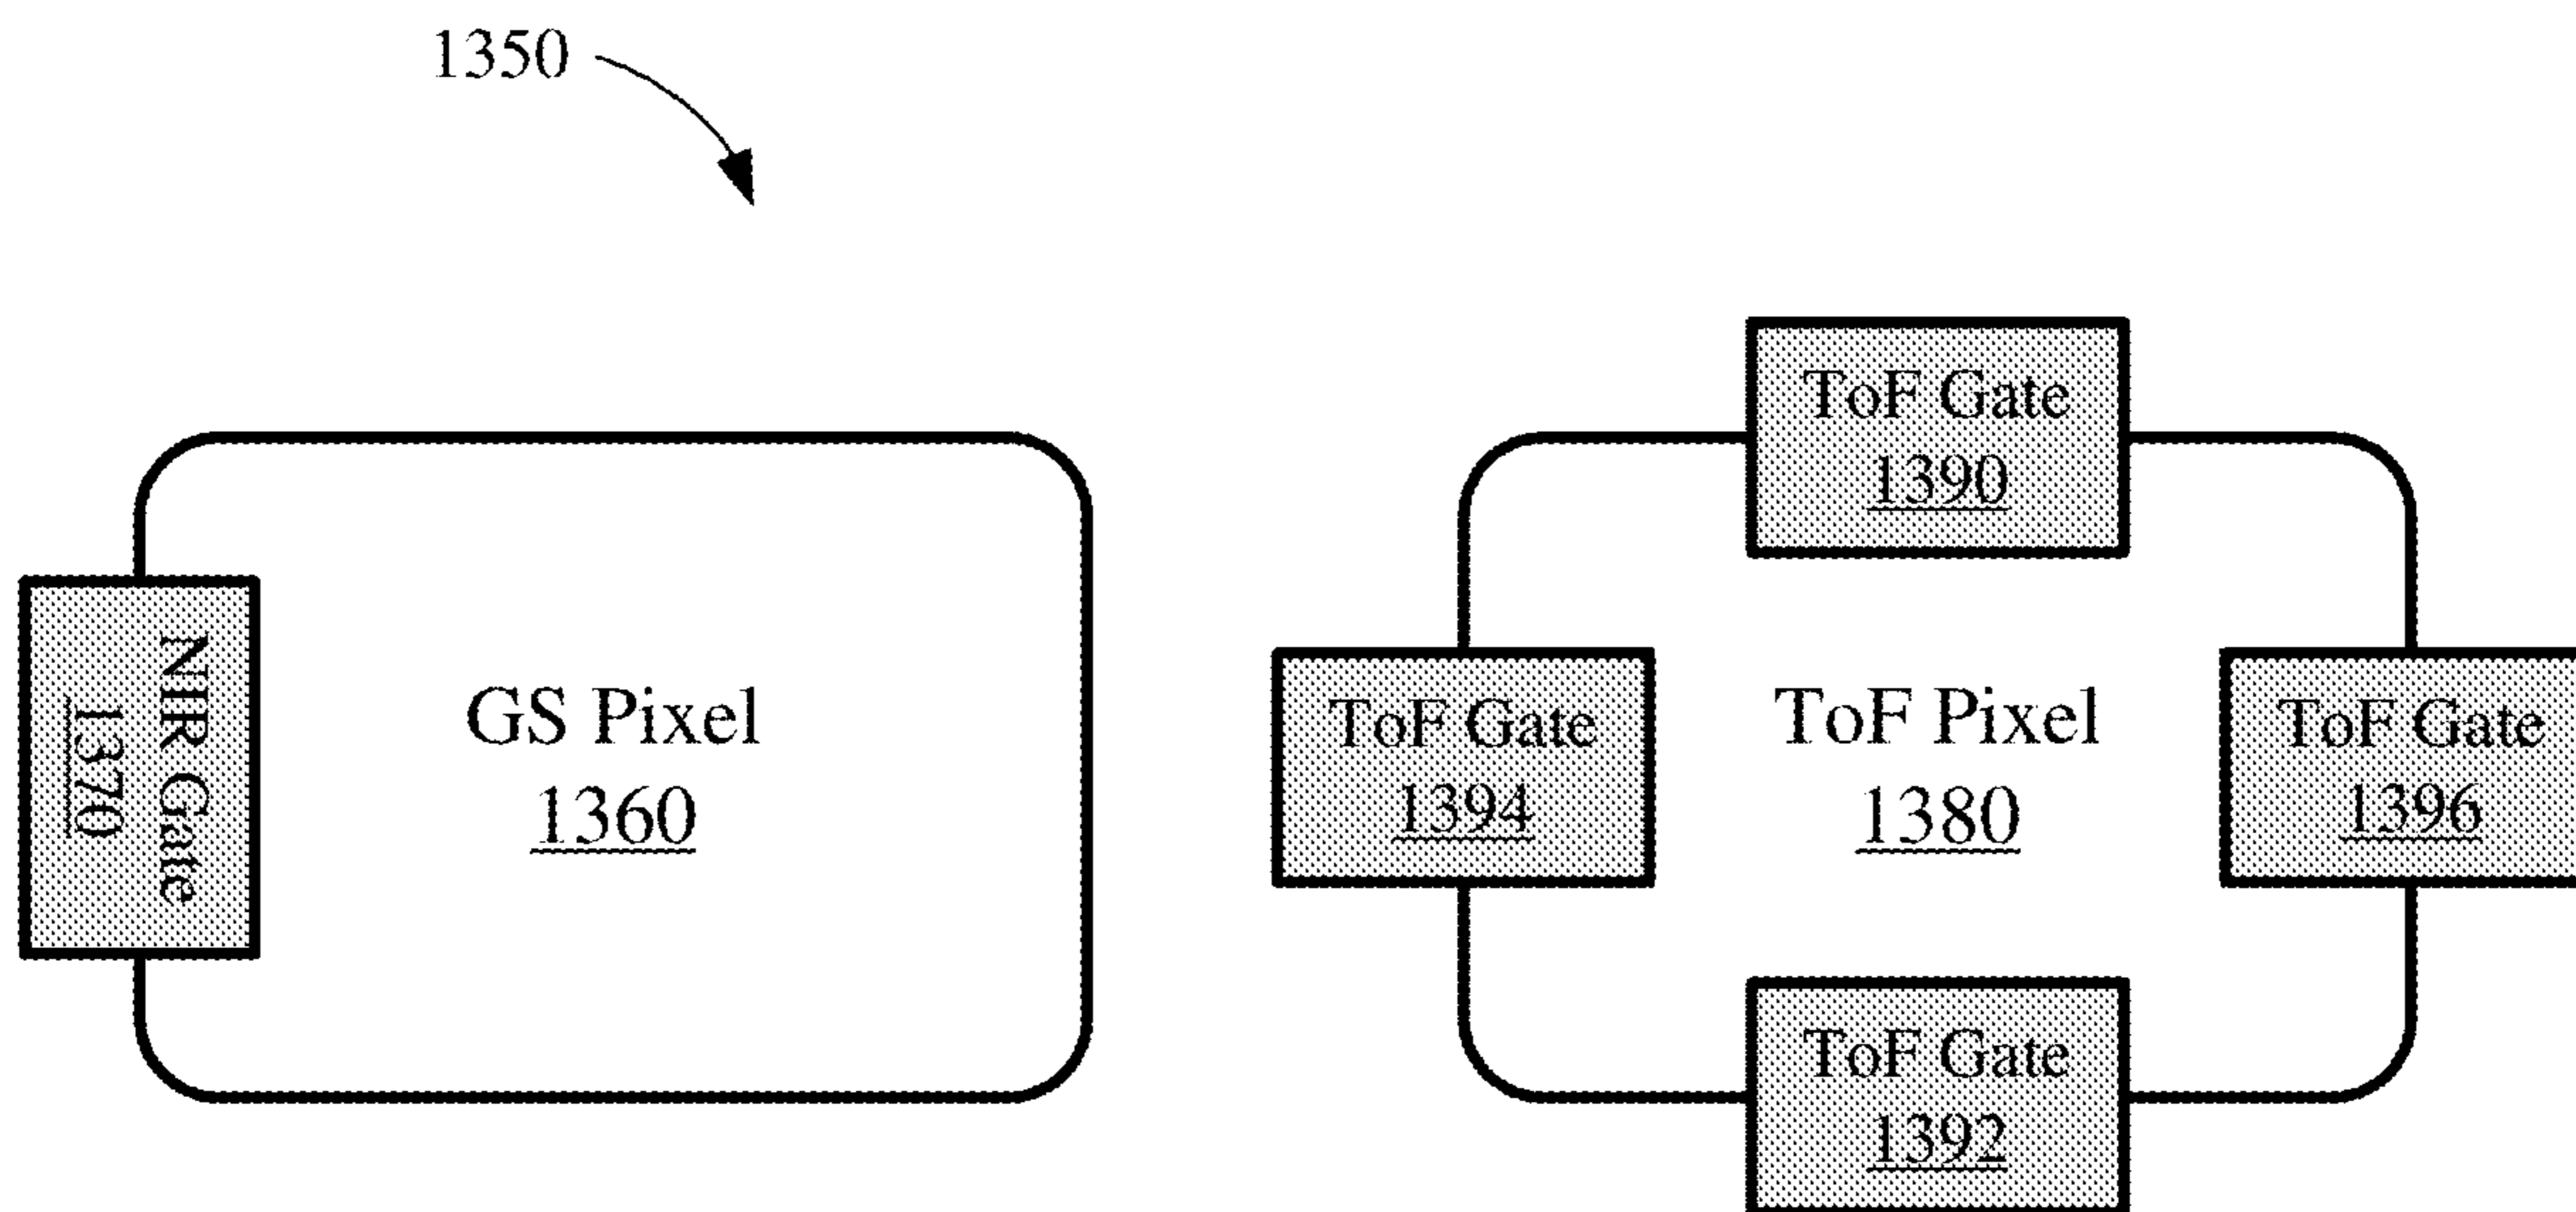 1350
NIR Gate
1370
GS Pixel
1360
ToF Gate
1390
ToF Gate
1394
ToF Pixel
1380
ToF Gate
1396
ToF Gate
1392